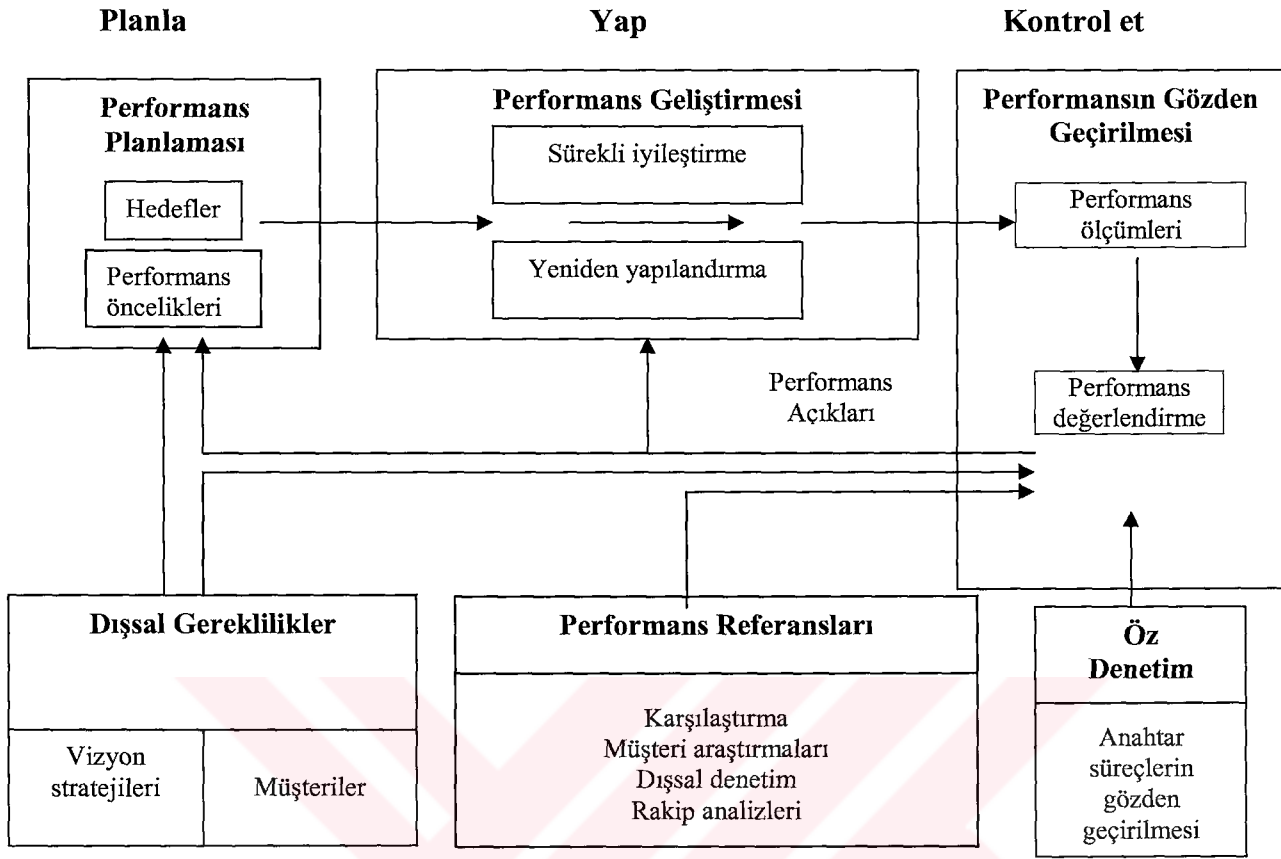 Planla
Yap
Kontrol et
Performans
Planlaması
Hedefler
Performans
öncelikleri
Performans Geliştirmesi
Sürekli iyileştirme
Yeniden yapılandırma
Performansın Gözden
Geçirilmesi
Performans
ölçümleri
Performans
değerlendirme
Performans
Açıkları
Dışsal Gereklilikler
Vizyon
stratejileri
Müşteriler
Performans Referansları
Karşılaştırma
Müşteri araştırmaları
Dışsal denetim
Rakip analizleri
Öz
Denetim
Anahtar
süreçlerin
gözden
geçirilmesi